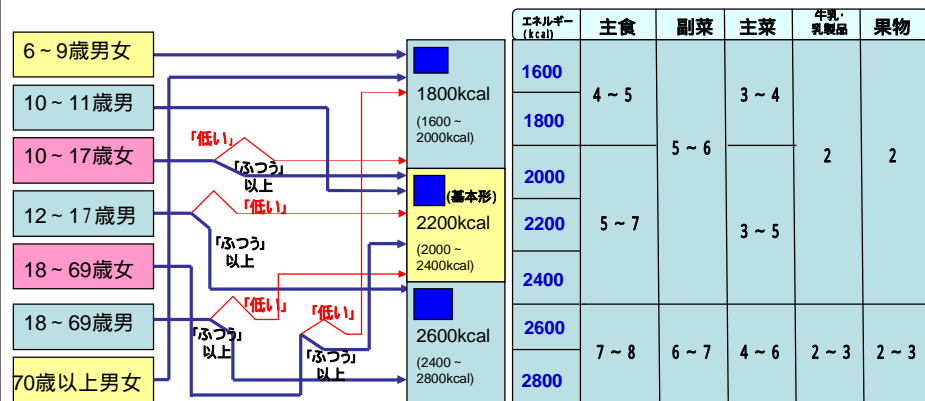 6~9歳男女
10~11歳男
10~17歳女
12~17歳男
18~69歳女
18~69歳男
70歳以上男女
「低い」
「ふつう」
以上
「低い」
「ふつう」
以上
「低い」
「ふつう」
以上
「低い」
「ふつう」
以上
1800kcal
(1600~
2000kcal)
(基本形)
2200kcal
(2000~
2400kcal)
2600kcal
(2400~
2800kcal)
エネルギー
(kcal)
主食
副菜
主菜
牛乳・
乳製品
果物
1600
1800
2000
2200
2400
2600
2800
4~5
5~7
7~8
5~6
6~7
3~4
3~5
4~6
2
2~3
2
2~3